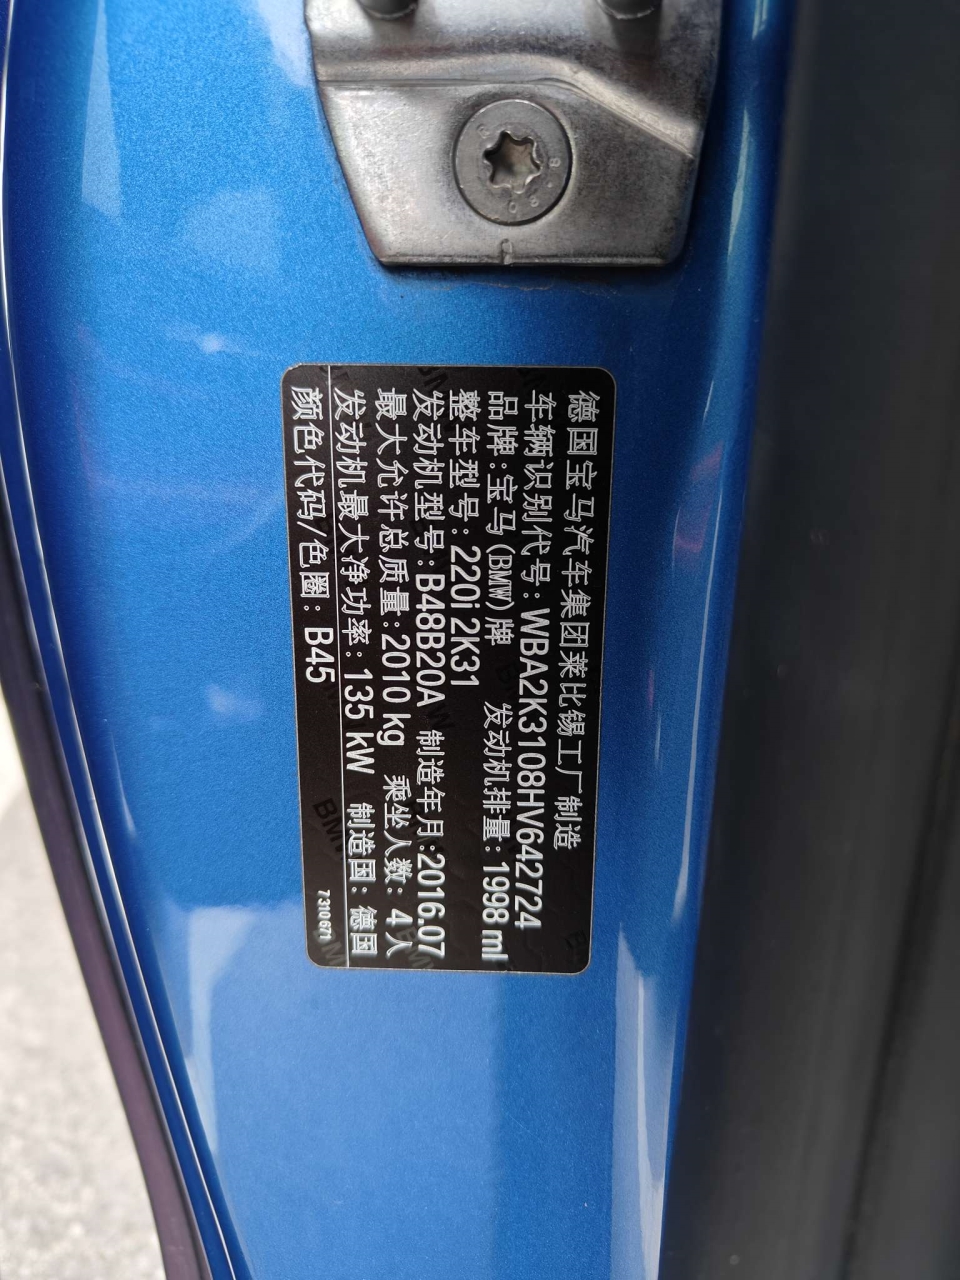 德国宝马汽车集团莱比锡工厂制造
车辆识别代号：WBA2K3108HV642724
品牌：宝马(BMW)牌 发动机排量：1998 ml
整车型号：220i 2K31
发动机型号：B48B20A 制造年月：2016.07
最大允许总质量：2010 kg 乘坐人数：4人
发动机最大净功率：135 kW 制造国：德国
颜色代码/色圈：B45
7310671